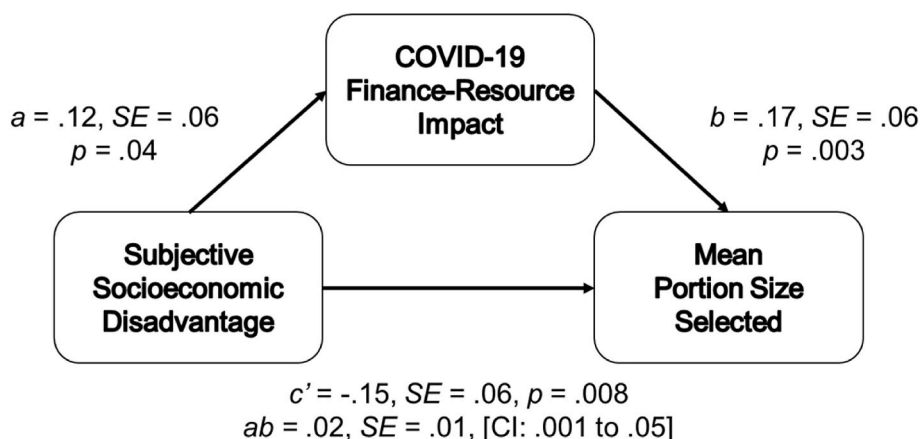 COVID-19
Finance-Resource
Impact
a = .12, SE = .06
p = .04
b = .17, SE = .06
p = .003
Subjective
Socioeconomic
Disadvantage
Mean
Portion Size
Selected
c’ = -.15, SE = .06, p = .008
ab = .02, SE = .01, [CI: .001 to .05]